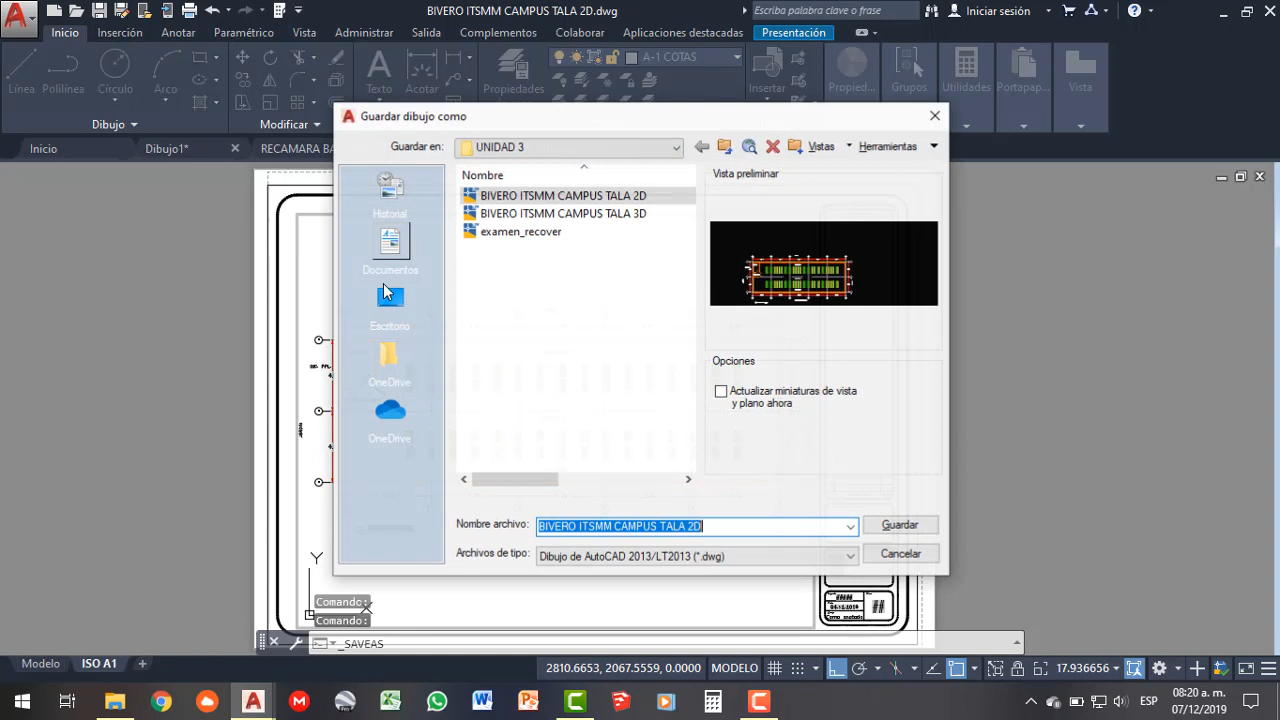 BIVERO ITSMM CAMPUS TALA 2D.dwg
Escriba palabra clave o frase
Iniciar sesión
Inicio
Inserción
Anotar
Paramétrico
Vista
Administrar
Salida
Complementos
Colaborar
Aplicaciones destacadas
Presentación
Línea
Polilínea
Círculo
Arco
Texto
Acotar
Propiedades
A-1 COTAS
Insertar
Propied...
Grupos
Utilidades
Portapap...
Vista
Dibujo
Modificar
Inicio
Dibujo1*
RECAMARA BA
Guardar dibujo como
Guardar en:
UNIDAD 3
Vistas
Herramientas
Historial
Documentos
Escritorio
OneDrive
OneDrive
Nombre
BIVERO ITSMM CAMPUS TALA 2D
BIVERO ITSMM CAMPUS TALA 3D
examen_recover
Vista preliminar
Opciones
Actualizar miniaturas de vista
y plano ahora
Nombre archivo:
BIVERO ITSMM CAMPUS TALA 2D
Guardar
Archivos de tipo:
Dibujo de AutoCAD 2013/LT2013 (*.dwg)
Cancelar
Y
X
#####
##
Comando:
Comando:
_SAVEAS
Modelo
ISO A1
2810.6653, 2067.5559, 0.0000
MODELO
17.936656
ESP
08:20 a. m.
07/12/2019